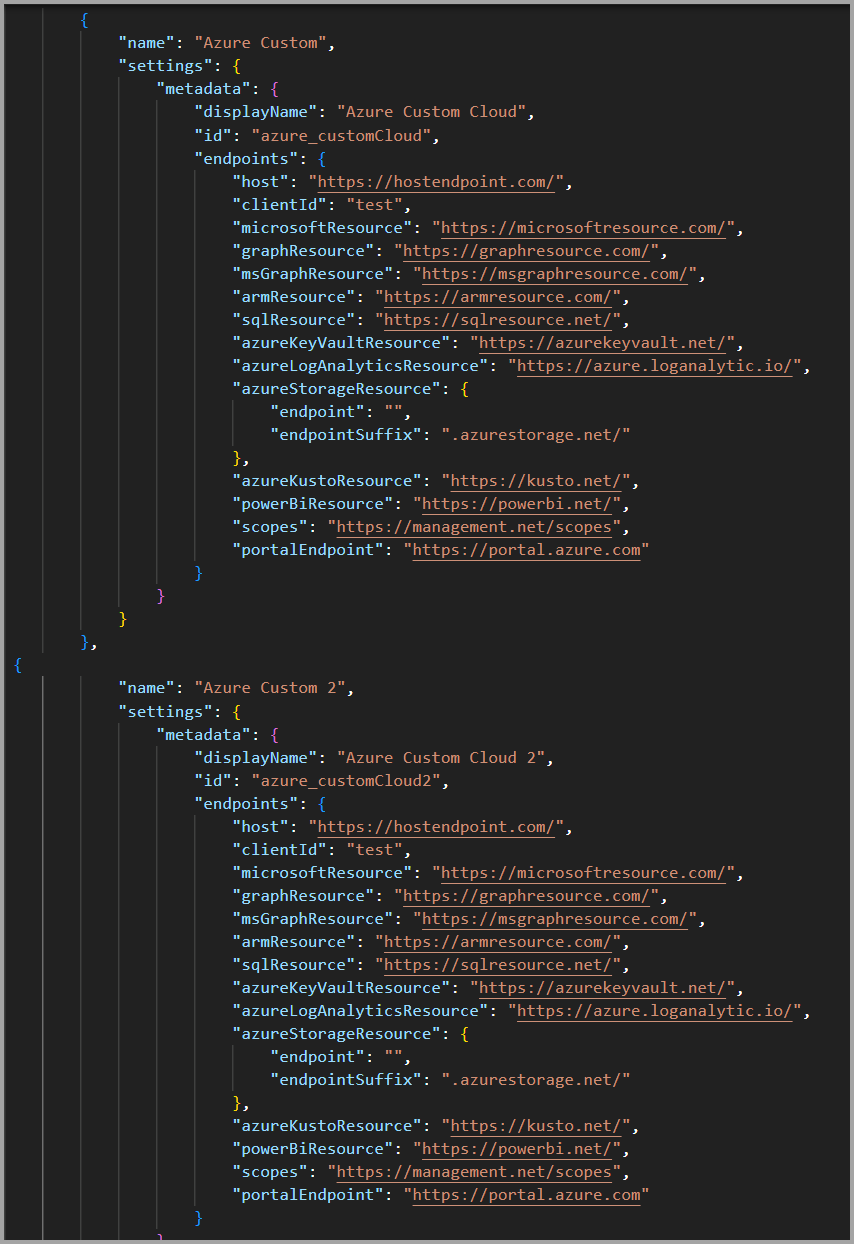 {
"name": "Azure Custom",
"settings": {
"metadata": {
"displayName": "Azure Custom Cloud",
"id": "azure_customCloud",
"endpoints": {
"host": "https://hostendpoint.com/",
"clientId": "test",
"microsoftResource": "https://microsoftresource.com/",
"graphResource": "https://graphresource.com/",
"msGraphResource": "https://msgraphresource.com/",
"armResource": "https://armresource.com/",
"sqlResource": "https://sqlresource.net/",
"azureKeyVaultResource": "https://azurekeyvault.net/",
"azureLogAnalyticsResource": "https://azure.loganalytic.io/",
"azureStorageResource": {
"endpoint": "",
"endpointSuffix": ".azurestorage.net/"
},
"azureKustoResource": "https://kusto.net/",
"powerBiResource": "https://powerbi.net/",
"scopes": "https://management.net/scopes",
"portalEndpoint": "https://portal.azure.com"
}
}
}
},
{
"name": "Azure Custom 2",
"settings": {
"metadata": {
"displayName": "Azure Custom Cloud 2",
"id": "azure_customCloud2",
"endpoints": {
"host": "https://hostendpoint.com/",
"clientId": "test",
"microsoftResource": "https://microsoftresource.com/",
"graphResource": "https://graphresource.com/",
"msGraphResource": "https://msgraphresource.com/",
"armResource": "https://armresource.com/",
"sqlResource": "https://sqlresource.net/",
"azureKeyVaultResource": "https://azurekeyvault.net/",
"azureLogAnalyticsResource": "https://azure.loganalytic.io/",
"azureStorageResource": {
"endpoint": "",
"endpointSuffix": ".azurestorage.net/"
},
"azureKustoResource": "https://kusto.net/",
"powerBiResource": "https://powerbi.net/",
"scopes": "https://management.net/scopes",
"portalEndpoint": "https://portal.azure.com"
}
}